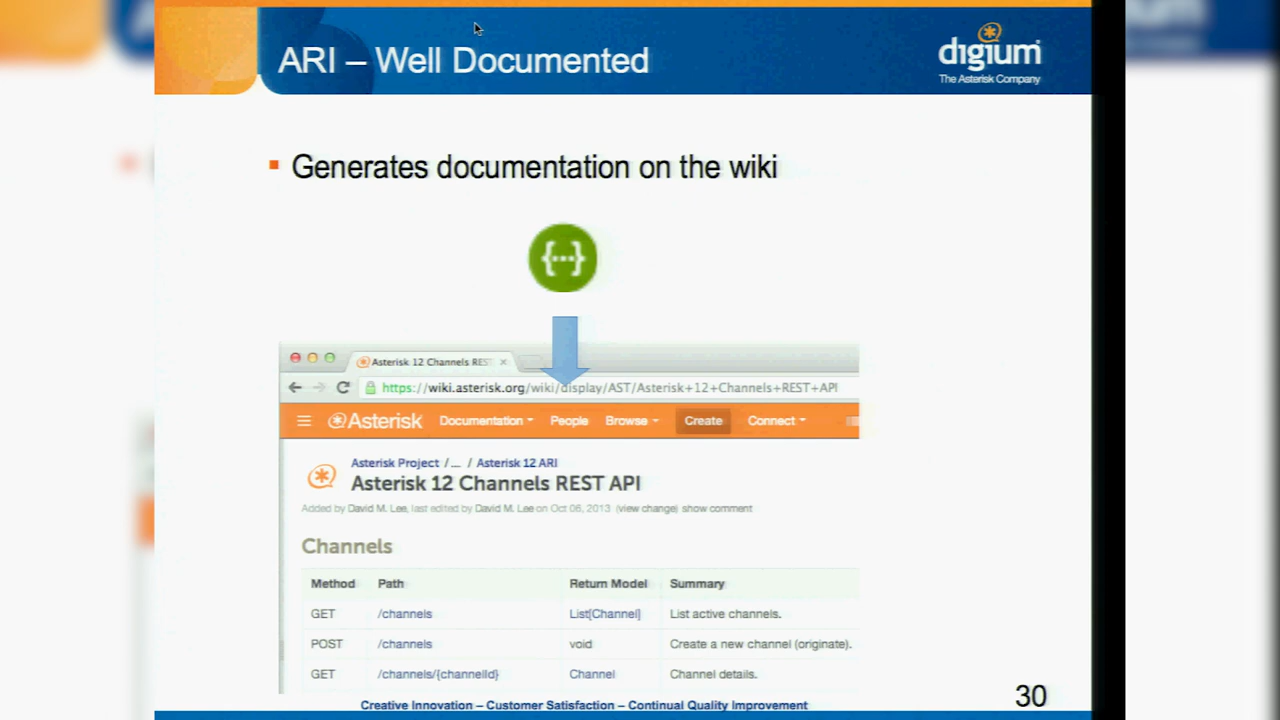 ARI – Well Documented
digium
The Asterisk Company
Generates documentation on the wiki
{···}
Asterisk 12 Channels RES
https://wiki.asterisk.org/wiki/display/AST/Asterisk+12+Channels+REST+API
Asterisk Documentation People Browse Create Connect
Asterisk Project / ... / Asterisk 12 ARI
Asterisk 12 Channels REST API
Added by David M. Lee, last edited by David M. Lee on Oct 06, 2013 (view change) show comment
Channels
Method Path Return Model Summary
GET /channels List[Channel] List active channels.
POST /channels void Create a new channel (originate).
GET /channels/{channelId} Channel Channel details.
Creative Innovation – Customer Satisfaction – Continual Quality Improvement
30